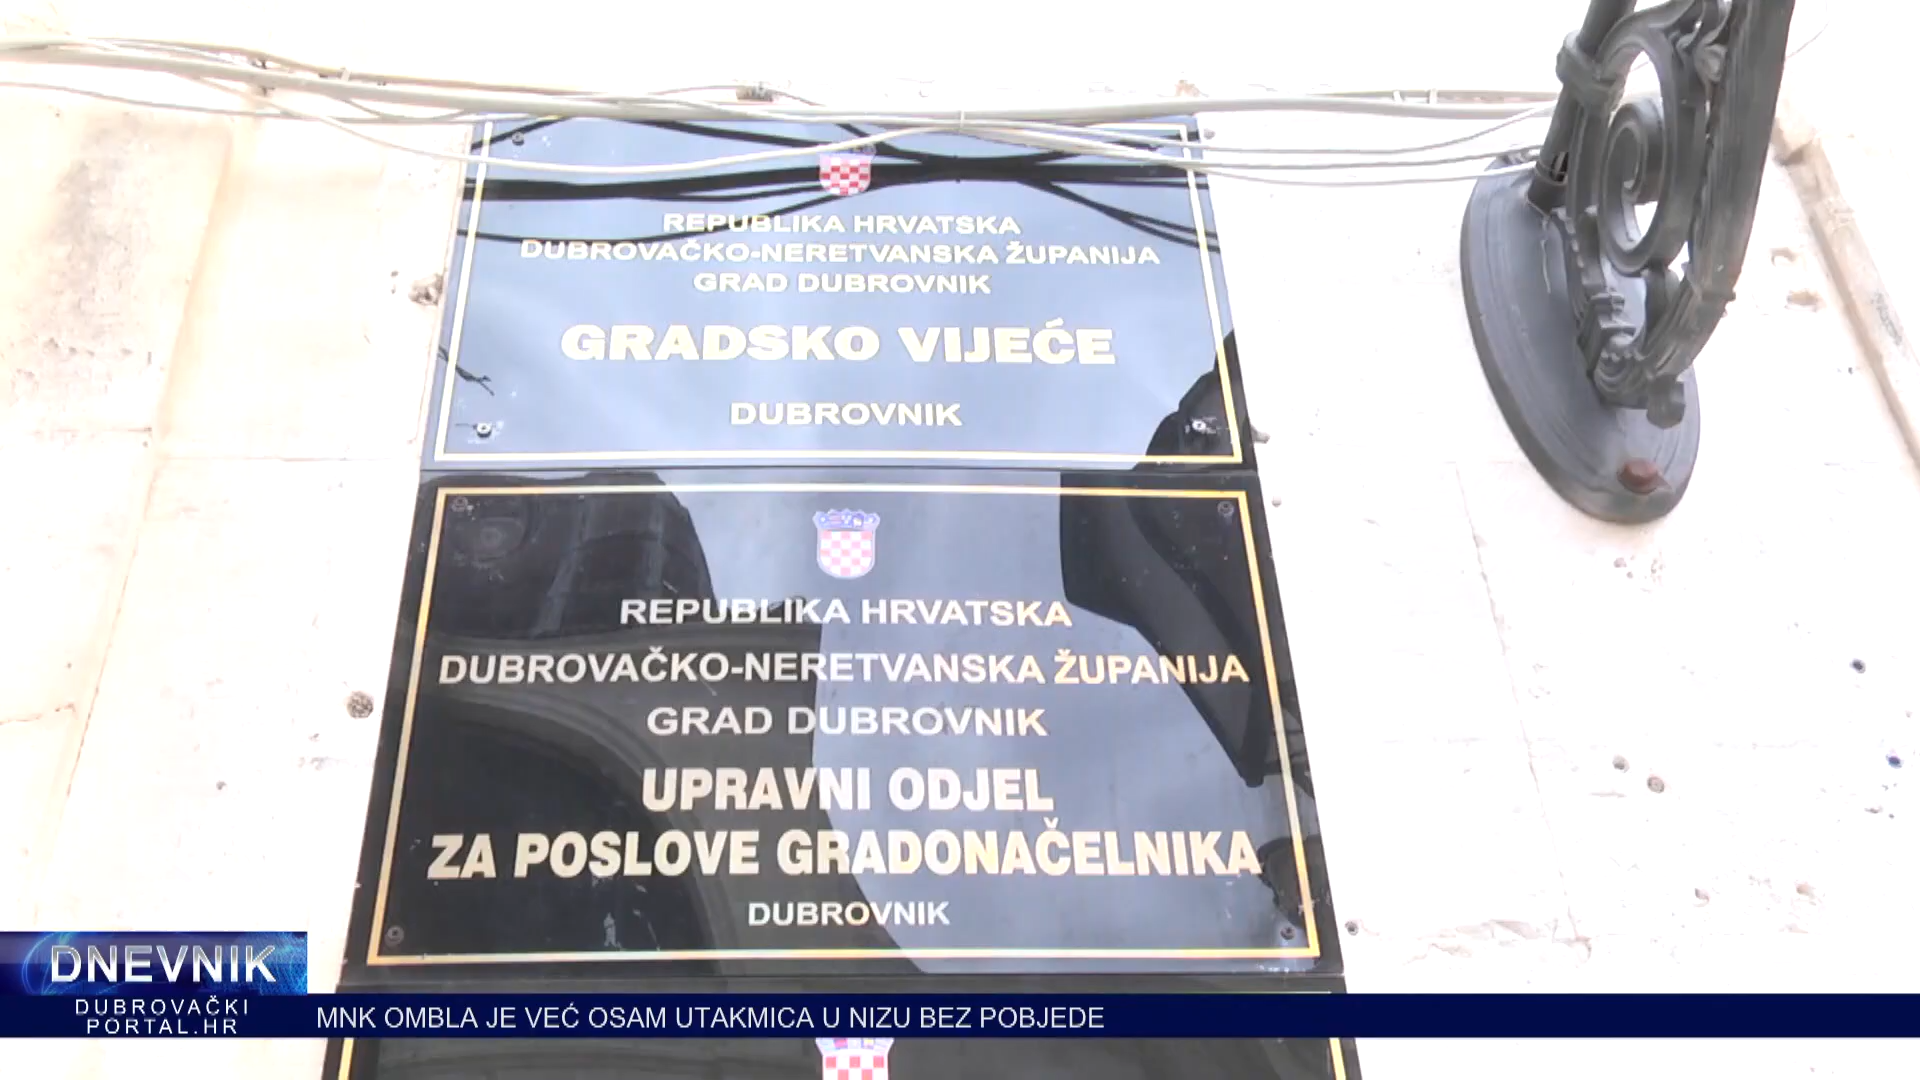 REPUBLIKA HRVATSKA
DUBROVAČKO-NERETVANSKA ŽUPANIJA
GRAD DUBROVNIK
GRADSKO VIJEĆE
DUBROVNIK
REPUBLIKA HRVATSKA
DUBROVAČKO-NERETVANSKA ŽUPANIJA
GRAD DUBROVNIK
UPRAVNI ODJEL
ZA POSLOVE GRADONAČELNIKA
DUBROVNIK
DNEVNIK
DUBROVAČKI
PORTAL.HR
MNK OMBLA JE VEĆ OSAM UTAKMICA U NIZU BEZ POBJEDE